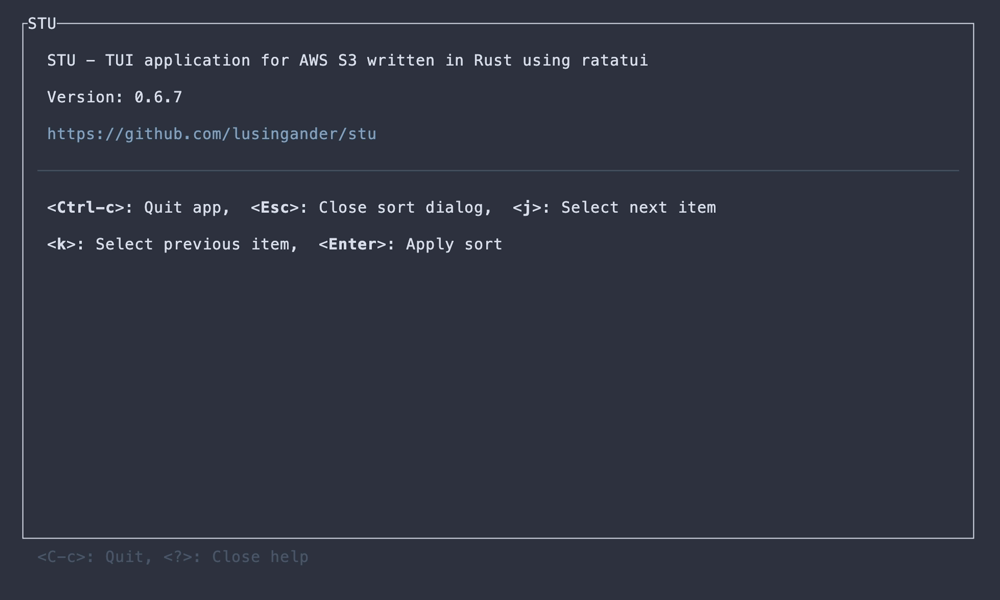 STU
STU - TUI application for AWS S3 written in Rust using ratatui
Version: 0.6.7
https://github.com/lusingander/stu
<Ctrl-c>: Quit app,  <Esc>: Close sort dialog,  <j>: Select next item
<k>: Select previous item,  <Enter>: Apply sort
<C-c>: Quit, <?>: Close help